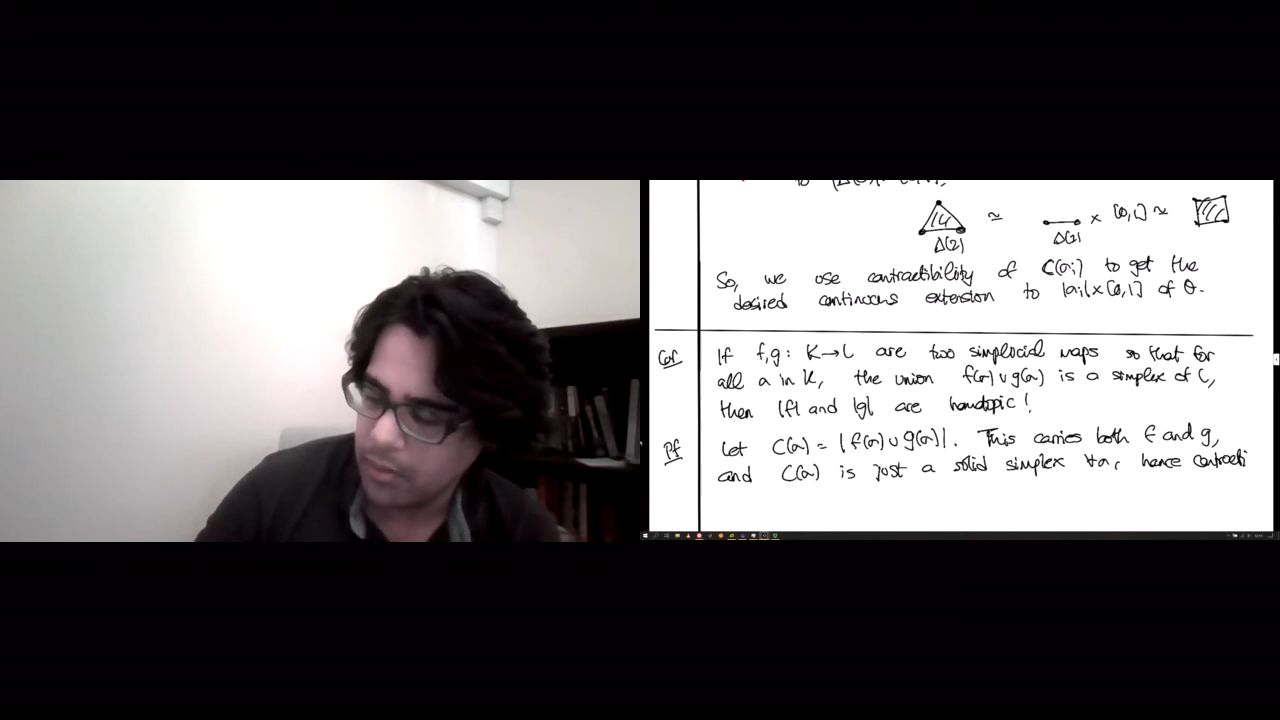 Δ(2) ≃ Δ(1) × [0,1] ≃
So, we use contractibility of C(σi) to get the
desired continuous extension to |σi|×[0,1] of θ.
Cor If f,g: K→L are two simplicial maps so that for
all σ in K, the union f(σ) ∪ g(σ) is a simplex of L,
then |f| and |g| are homotopic!
Pf Let C(σ) = |f(σ) ∪ g(σ)|. This carries both f and g,
and C(σ) is just a solid simplex ∀σ, hence contracti